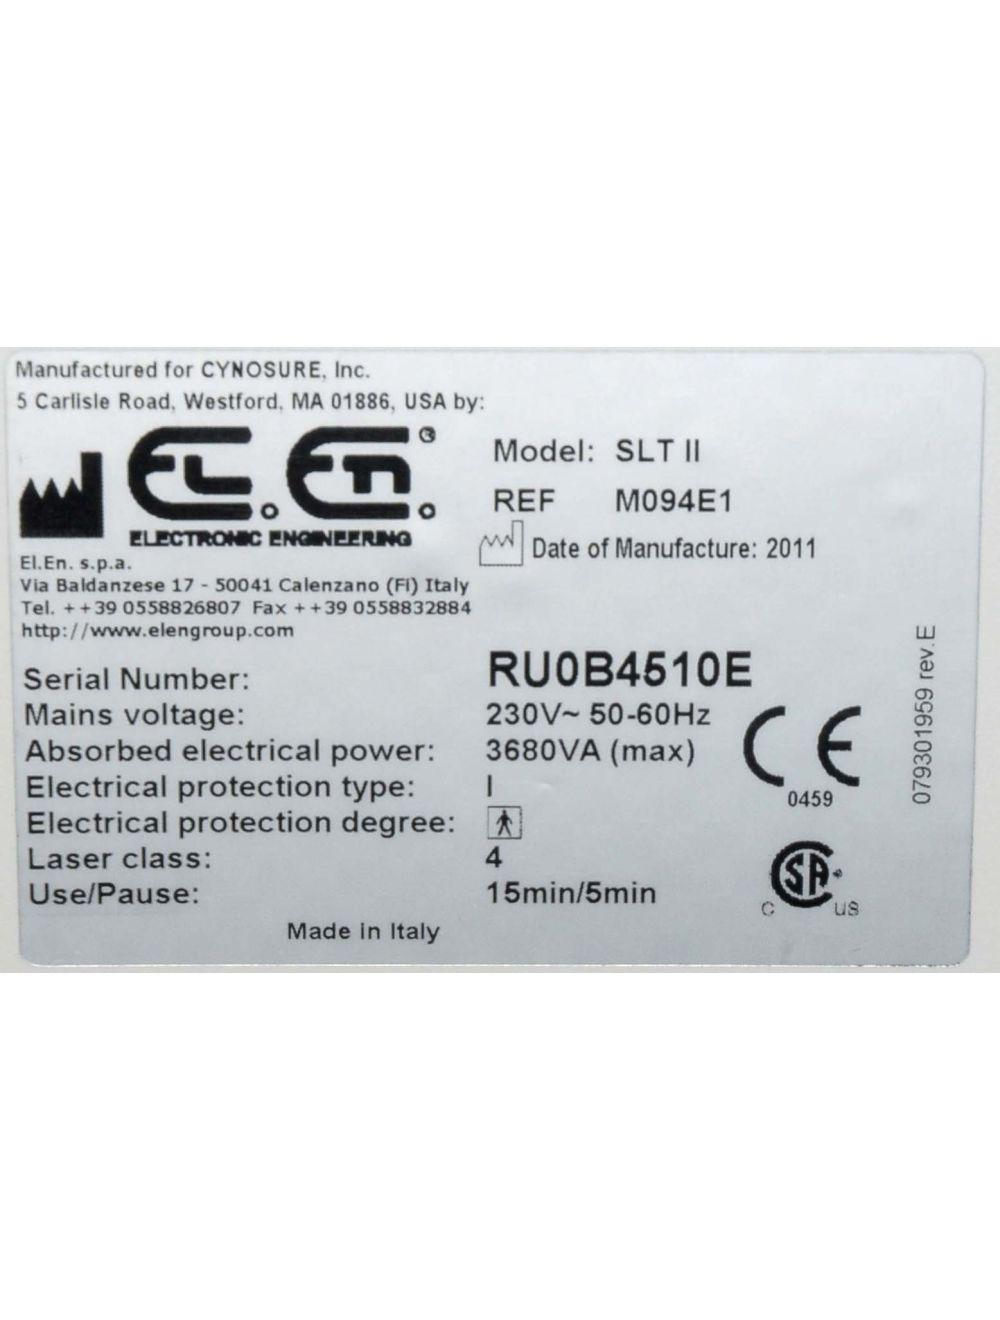 Manufactured for CYNOSURE, Inc.
5 Carlisle Road, Westford, MA 01886, USA by:
EL.En.®
ELECTRONIC ENGINEERING
El.En. s.p.a.
Via Baldanzese 17 - 50041 Calenzano (FI) Italy
Tel. ++39 0558826807 Fax ++39 0558832884
http://www.elengroup.com
Model: SLT II
REF M094E1
Date of Manufacture: 2011
Serial Number: RU0B4510E
Mains voltage: 230V~ 50-60Hz
Absorbed electrical power: 3680VA (max)
Electrical protection type: I
Electrical protection degree:
Laser class: 4
Use/Pause: 15min/5min
Made in Italy
CE
0459
CSA
C US
079301959 rev.E